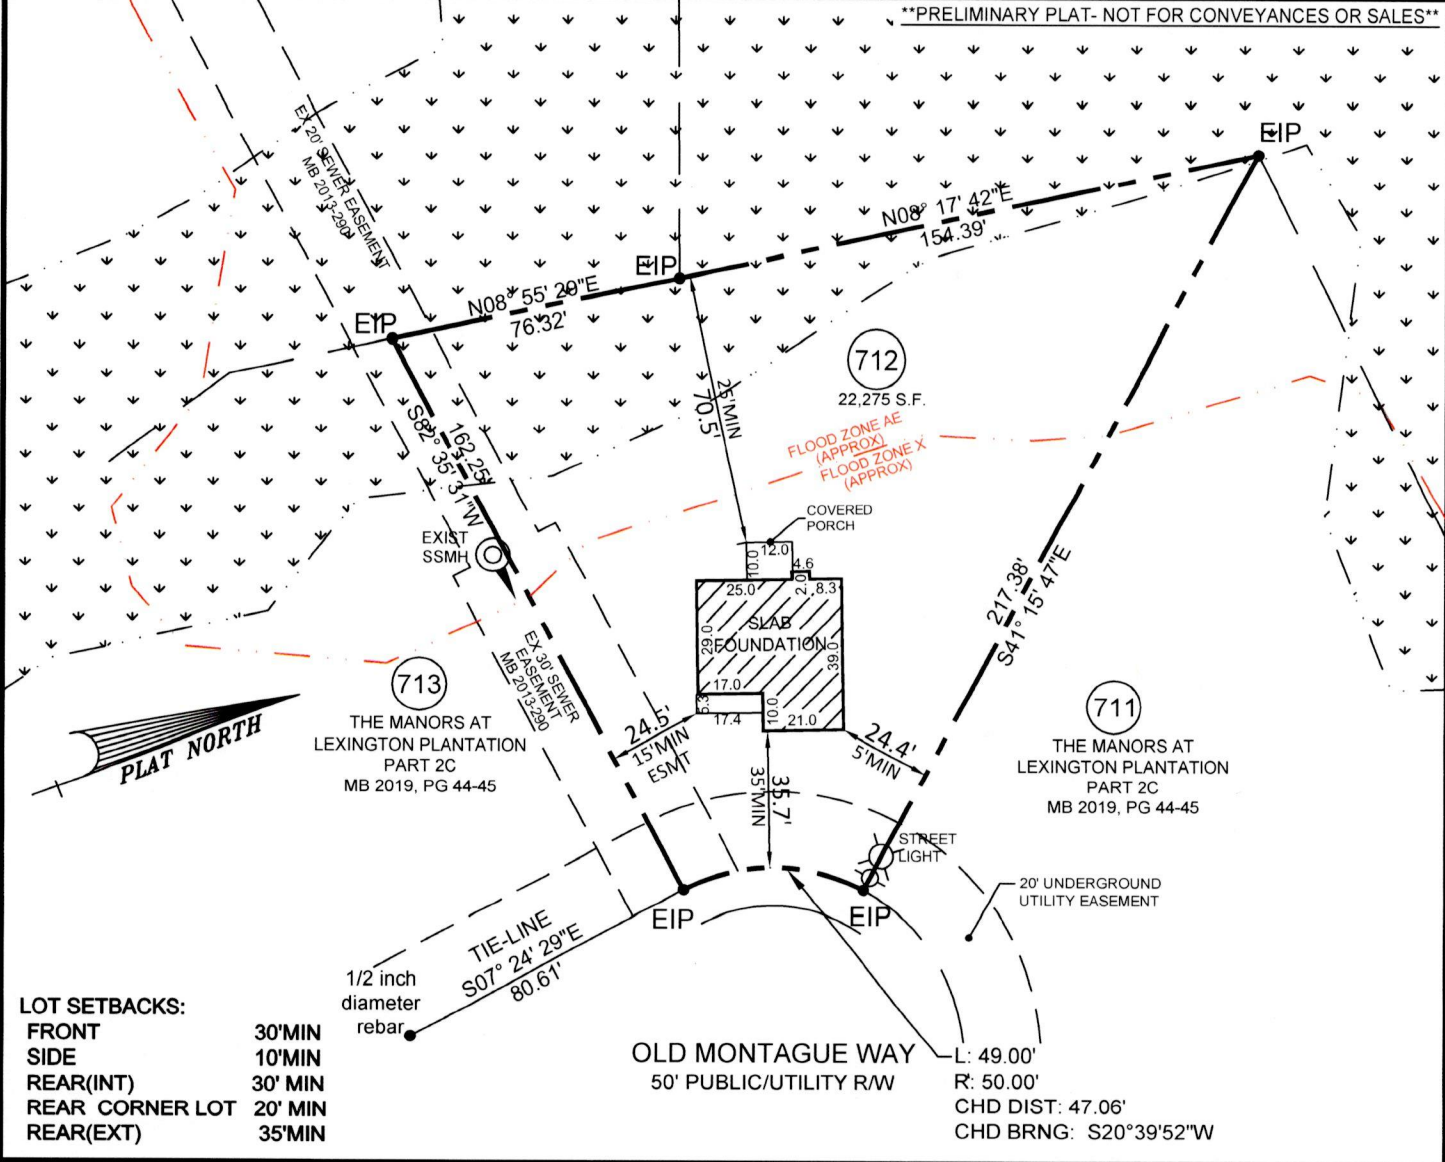 **PRELIMINARY PLAT- NOT FOR CONVEYANCES OR SALES**
EX 20' SEWER EASEMENT
MB 2013-290
EIP
N08° 17' 42"E
154.39'
EIP
N08° 55' 29"E
76.32'
EIP
712
22,275 S.F.
25'MIN
70.5'
FLOOD ZONE AE
(APPROX)
FLOOD ZONE X
(APPROX)
162.25'
S82° 35' 31"W
EXIST
SSMH
COVERED
PORCH
12.0
10.0
4.6
2.0
8.3
25.0
SLAB
FOUNDATION
29.0
39.0
17.0
5.3
17.4
10.0
21.0
217.38'
S41° 15' 47"E
EX 30' SEWER
EASEMENT
MB 2013-290
713
THE MANORS AT
LEXINGTON PLANTATION
PART 2C
MB 2019, PG 44-45
PLAT NORTH
24.5'
15'MIN
ESMT
24.4'
5'MIN
35.7'
35'MIN
711
THE MANORS AT
LEXINGTON PLANTATION
PART 2C
MB 2019, PG 44-45
STREET
LIGHT
20' UNDERGROUND
UTILITY EASEMENT
EIP
EIP
TIE-LINE
S07° 24' 29"E
80.61'
1/2 inch
diameter
rebar
LOT SETBACKS:
FRONT 30'MIN
SIDE 10'MIN
REAR(INT) 30' MIN
REAR CORNER LOT 20' MIN
REAR(EXT) 35'MIN
OLD MONTAGUE WAY
50' PUBLIC/UTILITY R/W
L: 49.00'
R: 50.00'
CHD DIST: 47.06'
CHD BRNG: S20°39'52"W